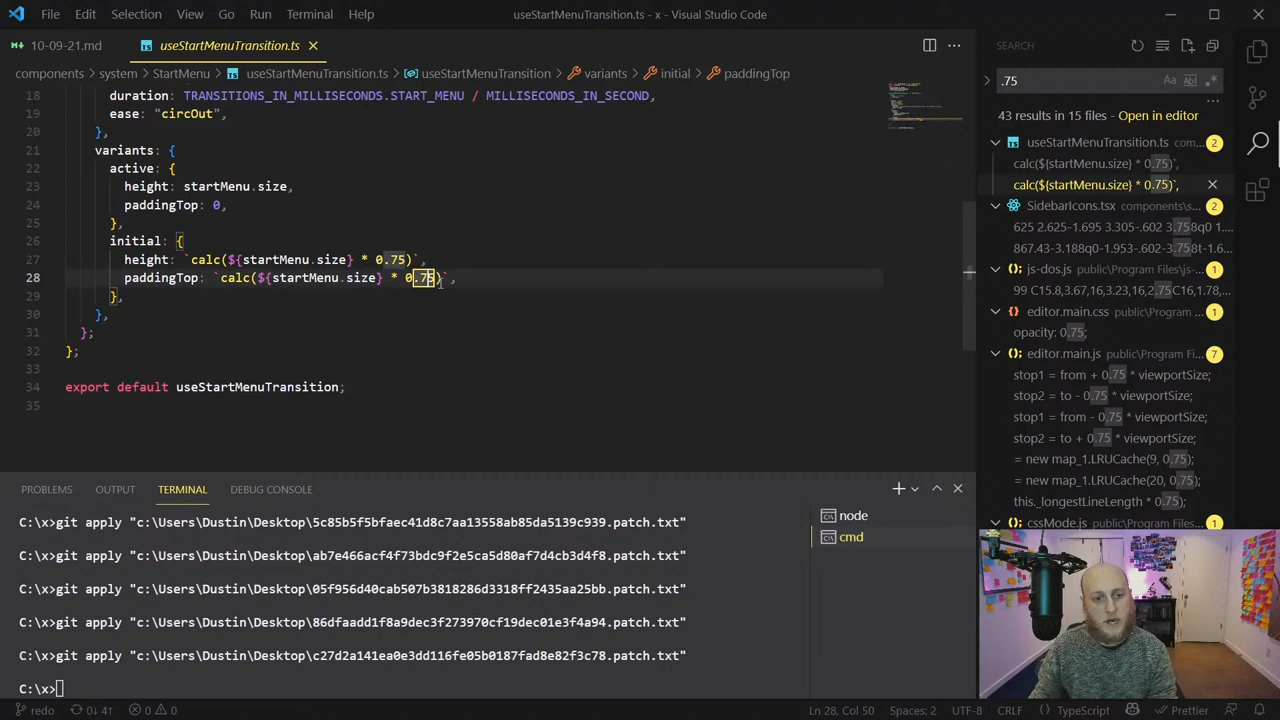 File Edit Selection View Go Run Terminal Help
useStartMenuTransition.ts - x - Visual Studio Code
10-09-21.md
useStartMenuTransition.ts
components > system > StartMenu > useStartMenuTransition.ts > useStartMenuTransition > variants > initial > paddingTop
18 duration: TRANSITIONS_IN_MILLISECONDS.START_MENU / MILLISECONDS_IN_SECOND,
19 ease: "circOut",
20 },
21 variants: {
22 active: {
23 height: startMenu.size,
24 paddingTop: 0,
25 },
26 initial: {
27 height: `calc(${startMenu.size} * 0.75)`,
28 paddingTop: `calc(${startMenu.size} * 0.75)`,
29 },
30 },
31 };
32 };
33
34 export default useStartMenuTransition;
35
SEARCH
.75
43 results in 15 files - Open in editor
useStartMenuTransition.ts com... 2
calc(${startMenu.size} * 0.75)`,
calc(${startMenu.size} * 0.75)`,
SidebarIcons.tsx components\s... 2
625 2.625-1.695 3.305-.602 3.758q0 1...
867.43-3.188q0-1.953-.602-3.758t-1.6...
js-dos.js public\Program Files\js-do... 1
99 C15.8,3.67,16,3.23,16,2.75C16,1.78...
editor.main.css public\Program ... 1
opacity: 0.75;
editor.main.js public\Program Fi... 7
stop1 = from + 0.75 * viewportSize;
stop2 = to - 0.75 * viewportSize;
stop1 = from - 0.75 * viewportSize;
stop2 = to + 0.75 * viewportSize;
= new map_1.LRUCache(9, 0.75);
= new map_1.LRUCache(20, 0.75);
this._longestLineLength * 0.75);
cssMode.js public\Program Files\... 1
PROBLEMS OUTPUT TERMINAL DEBUG CONSOLE
C:\x>git apply "c:\Users\Dustin\Desktop\5c85b5f5bfaec41d8c7aa13558ab85da5139c939.patch.txt"
C:\x>git apply "c:\Users\Dustin\Desktop\ab7e466acf4f73bdc9f2e5ca5d80af7d4cb3d4f8.patch.txt"
C:\x>git apply "c:\Users\Dustin\Desktop\05f956d40cab507b3818286d3318ff2435aa25bb.patch.txt"
C:\x>git apply "c:\Users\Dustin\Desktop\86dfaadd1f8a9dec3f273970cf19dec01e3f4a94.patch.txt"
C:\x>git apply "c:\Users\Dustin\Desktop\c27d2a141ea0e3dd116fe05b0187fad8e82f3c78.patch.txt"
C:\x>
node
cmd
redo 0↓ 4↑ 0 0
Ln 28, Col 50 Spaces: 2 UTF-8 CRLF TypeScript Prettier